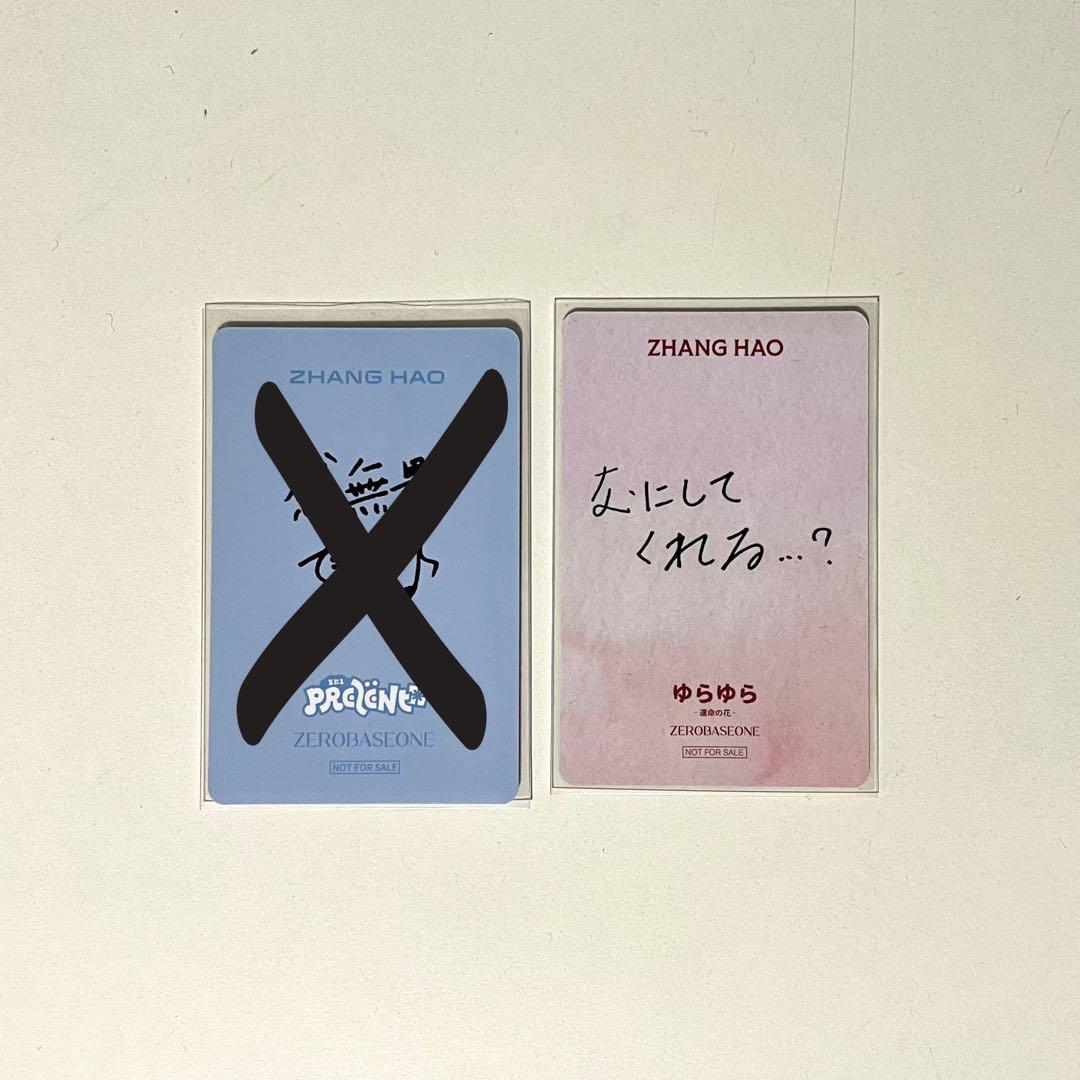 ZHANG HAO
PREZENT
ZEROBASEONE
NOT FOR SALE
ZHANG HAO
なにして
くれる…?
ゆらゆら
-運命の花-
ZEROBASEONE
NOT FOR SALE